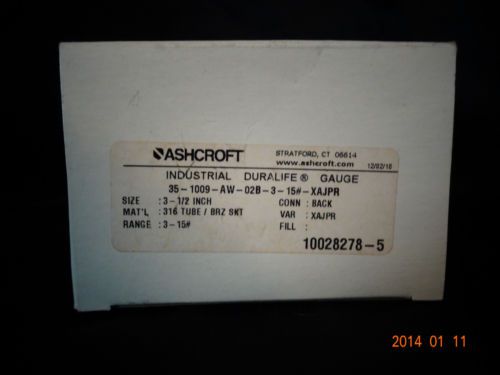 ASHCROFT
STRATFORD, CT 06614
www.ashcroft.com 12/02/16
INDUSTRIAL DURALIFE® GAUGE
35-1009-AW-02B-3-15#-XAJPR
SIZE : 3-1/2 INCH CONN : BACK
MAT'L : 316 TUBE / BRZ SKT VAR : XAJPR
RANGE : 3-15# FILL :
10028278-5
2014 01 11